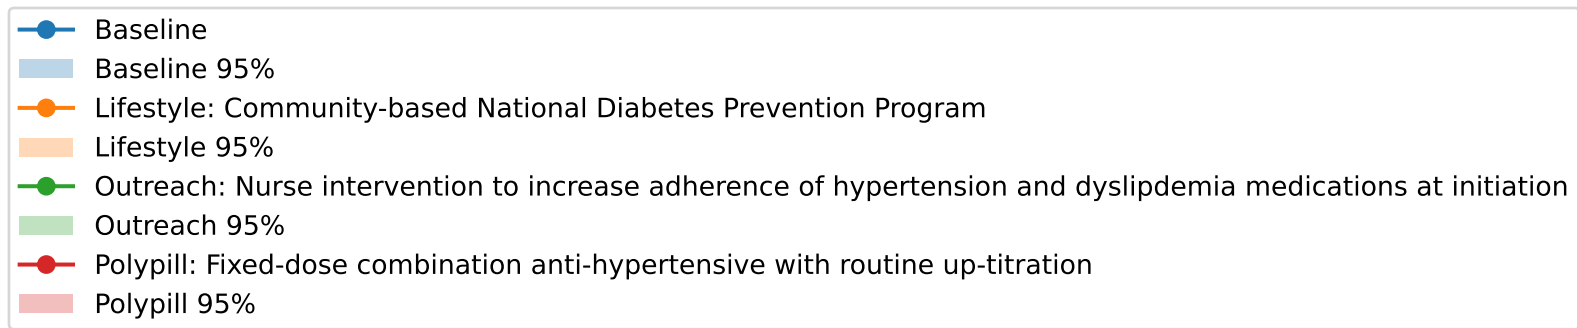 Baseline
Baseline 95%
Lifestyle: Community-based National Diabetes Prevention Program
Lifestyle 95%
Outreach: Nurse intervention to increase adherence of hypertension and dyslipdemia medications at initiation
Outreach 95%
Polypill: Fixed-dose combination anti-hypertensive with routine up-titration
Polypill 95%